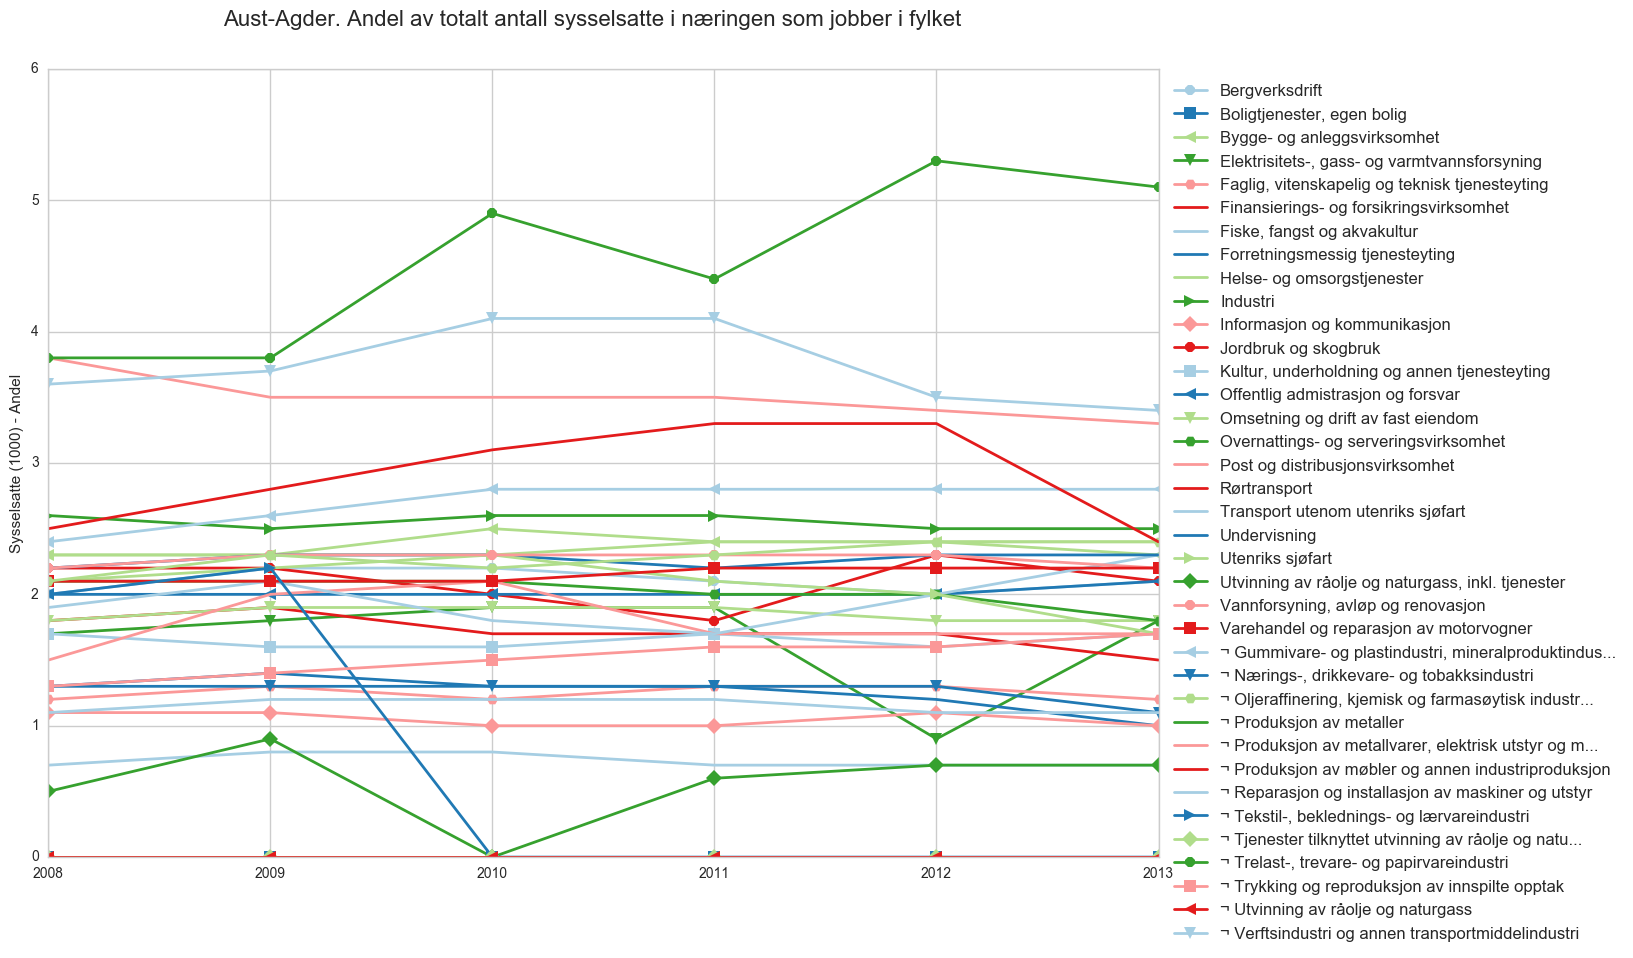 Aust-Agder. Andel av totalt antall sysselsatte i næringen som jobber i fylket
6
5
4
3
2
1
0
Sysselsatte (1000) - Andel
2008
2009
2010
2011
2012
2013
Bergverksdrift
Boligtjenester, egen bolig
Bygge- og anleggsvirksomhet
Elektrisitets-, gass- og varmtvannsforsyning
Faglig, vitenskapelig og teknisk tjenesteyting
Finansierings- og forsikringsvirksomhet
Fiske, fangst og akvakultur
Forretningsmessig tjenesteyting
Helse- og omsorgstjenester
Industri
Informasjon og kommunikasjon
Jordbruk og skogbruk
Kultur, underholdning og annen tjenesteyting
Offentlig admistrasjon og forsvar
Omsetning og drift av fast eiendom
Overnattings- og serveringsvirksomhet
Post og distribusjonsvirksomhet
Rørtransport
Transport utenom utenriks sjøfart
Undervisning
Utenriks sjøfart
Utvinning av råolje og naturgass, inkl. tjenester
Vannforsyning, avløp og renovasjon
Varehandel og reparasjon av motorvogner
¬ Gummivare- og plastindustri, mineralproduktindus...
¬ Nærings-, drikkevare- og tobakksindustri
¬ Oljeraffinering, kjemisk og farmasøytisk industr...
¬ Produksjon av metaller
¬ Produksjon av metallvarer, elektrisk utstyr og m...
¬ Produksjon av møbler og annen industriproduksjon
¬ Reparasjon og installasjon av maskiner og utstyr
¬ Tekstil-, beklednings- og lærvareindustri
¬ Tjenester tilknyttet utvinning av råolje og natu...
¬ Trelast-, trevare- og papirvareindustri
¬ Trykking og reproduksjon av innspilte opptak
¬ Utvinning av råolje og naturgass
¬ Verftsindustri og annen transportmiddelindustri